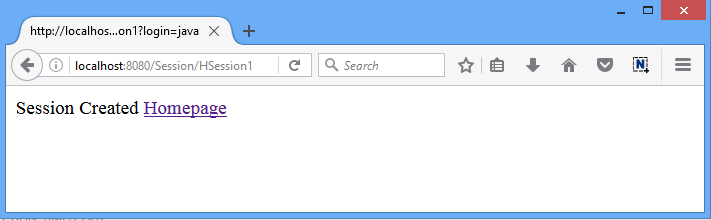 http://localhos...on1?login=java
localhost:8080/Session/HSession1
Search
Session Created Homepage